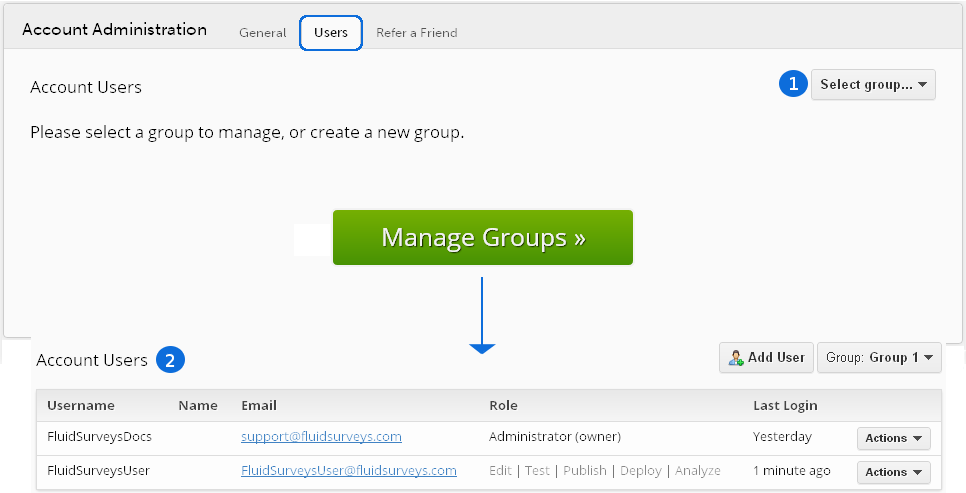 Account Administration General Users Refer a Friend
Account Users 1 Select group...
Please select a group to manage, or create a new group.
Manage Groups »
Account Users 2 Add User Group: Group 1
Username Name Email Role Last Login
FluidSurveysDocs support@fluidsurveys.com Administrator (owner) Yesterday Actions
FluidSurveysUser FluidSurveysUser@fluidsurveys.com Edit | Test | Publish | Deploy | Analyze 1 minute ago Actions